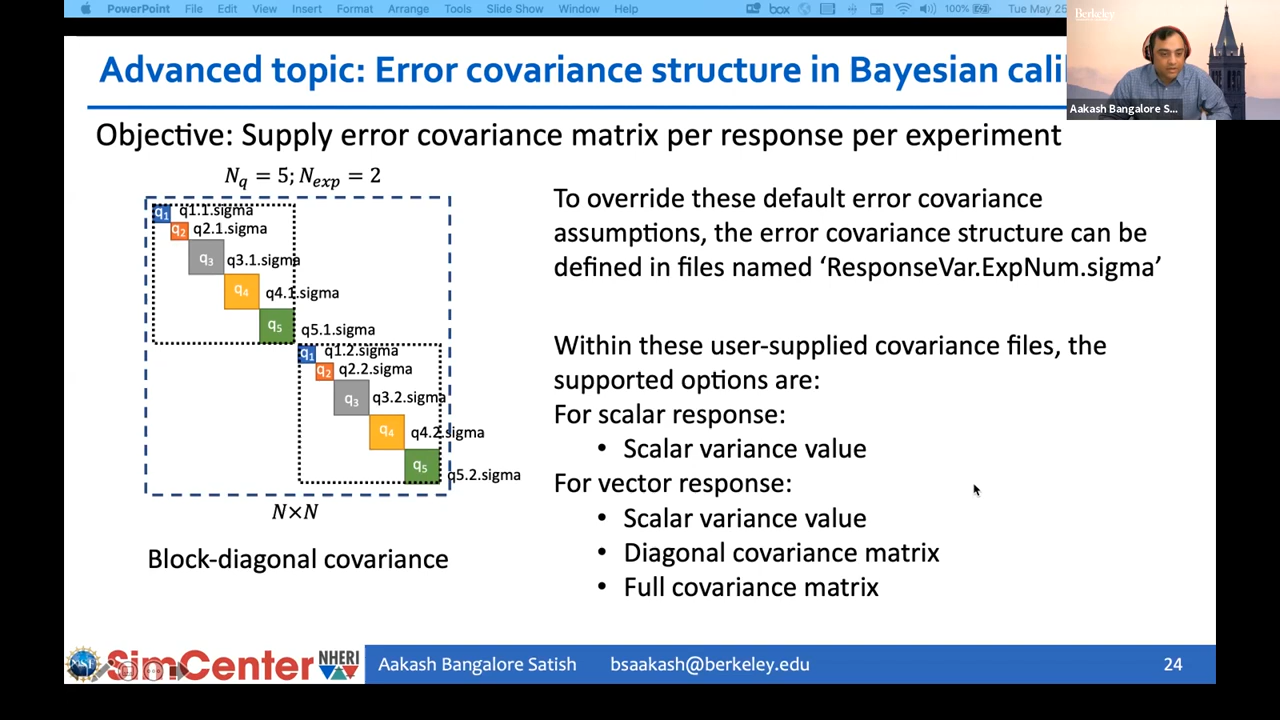 PowerPoint File Edit View Insert Format Arrange Tools Slide Show Window Help box 100% Tue May 25
Berkeley
Aakash Bangalore S...
Advanced topic: Error covariance structure in Bayesian cali
Objective: Supply error covariance matrix per response per experiment
N_q = 5; N_exp = 2
q1 q1.1.sigma
q2 q2.1.sigma
q3 q3.1.sigma
q4 q4.1.sigma
q5 q5.1.sigma
q1 q1.2.sigma
q2 q2.2.sigma
q3 q3.2.sigma
q4 q4.2.sigma
q5 q5.2.sigma
N×N
Block-diagonal covariance
To override these default error covariance
assumptions, the error covariance structure can be
defined in files named ‘ResponseVar.ExpNum.sigma’
Within these user-supplied covariance files, the
supported options are:
For scalar response:
• Scalar variance value
For vector response:
• Scalar variance value
• Diagonal covariance matrix
• Full covariance matrix
SimCenter NHERI Aakash Bangalore Satish bsaakash@berkeley.edu 24